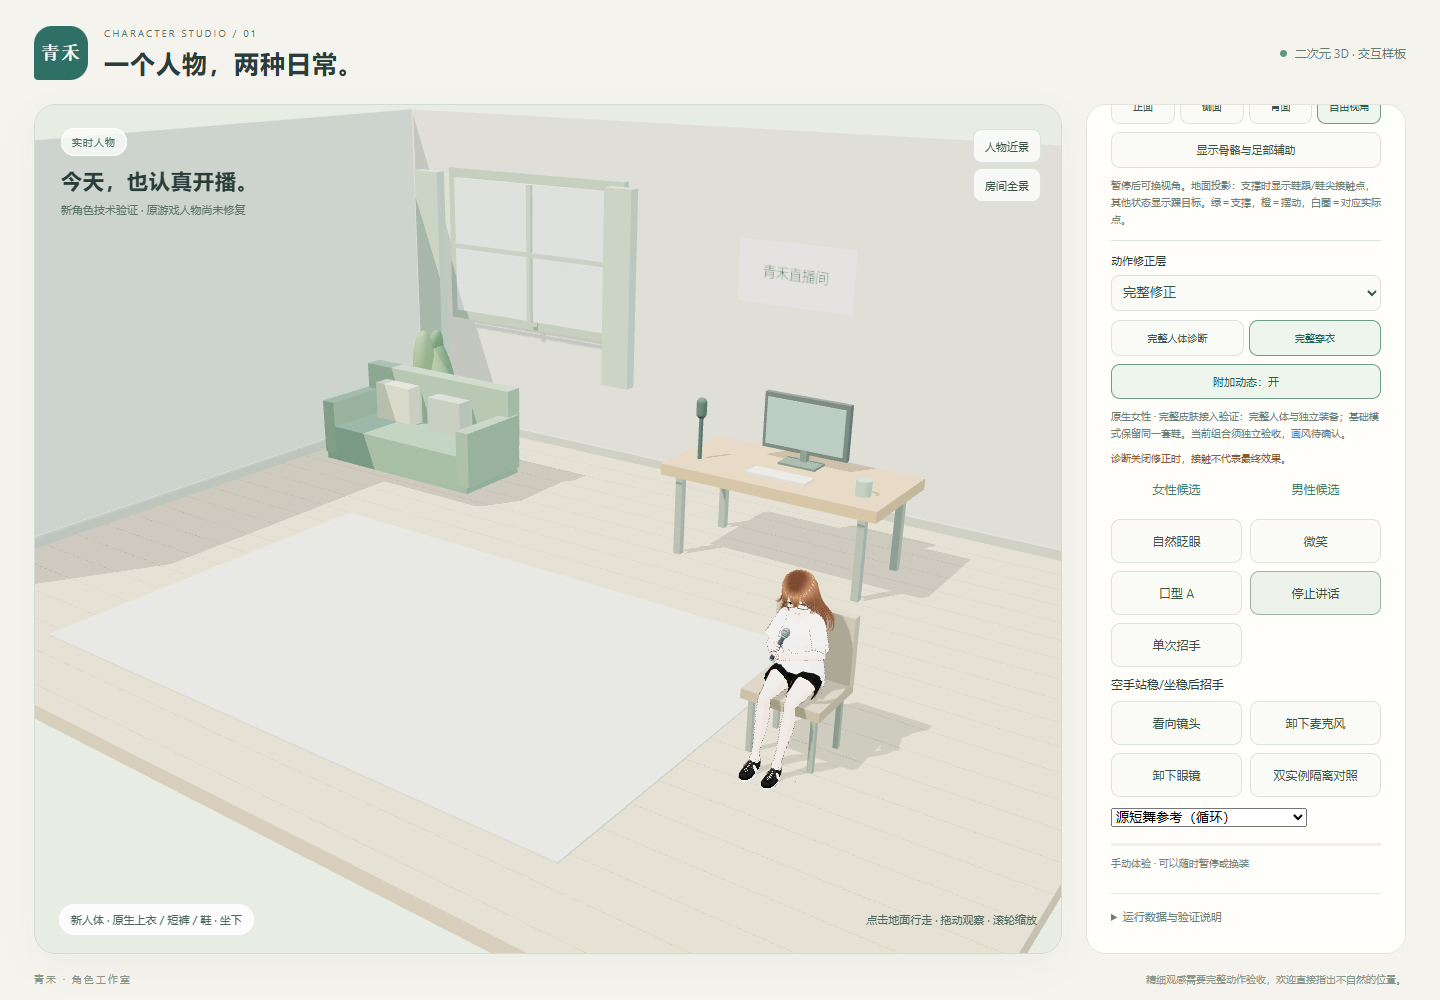 青禾
CHARACTER STUDIO / 01
一个人物，两种日常。
二次元 3D · 交互样板
实时人物
今天，也认真开播。
新角色技术验证 · 原游戏人物尚未修复
人物近景
房间全景
青禾直播间
新人体 · 原生上衣 / 短裤 / 鞋 · 坐下
点击地面行走 · 拖动观察 · 滚轮缩放
正面
侧面
背面
自由视角
显示骨骼与足部辅助
暂停后可换视角。地面投影：支撑时显示鞋跟/鞋尖接触点，
其他状态显示踝目标。绿＝支撑，橙＝摆动，白圈＝对应实际
点。
动作修正层
完整修正
完整人体诊断
完整穿衣
附加动态：开
原生女性 · 完整皮肤接入验证：完整人体与独立装备；基础模
式保留同一套鞋。当前组合须独立验收，画风待确认。
诊断关闭修正时，接触不代表最终效果。
女性候选
男性候选
自然眨眼
微笑
口型 A
停止讲话
单次招手
空手站稳/坐稳后招手
看向镜头
卸下麦克风
卸下眼镜
双实例隔离对照
源短舞参考（循环）
手动体验 · 可以随时暂停或换装
运行数据与验证说明
青禾 · 角色工作室
精细观感需要完整动作验收，欢迎直接指出不自然的位置。